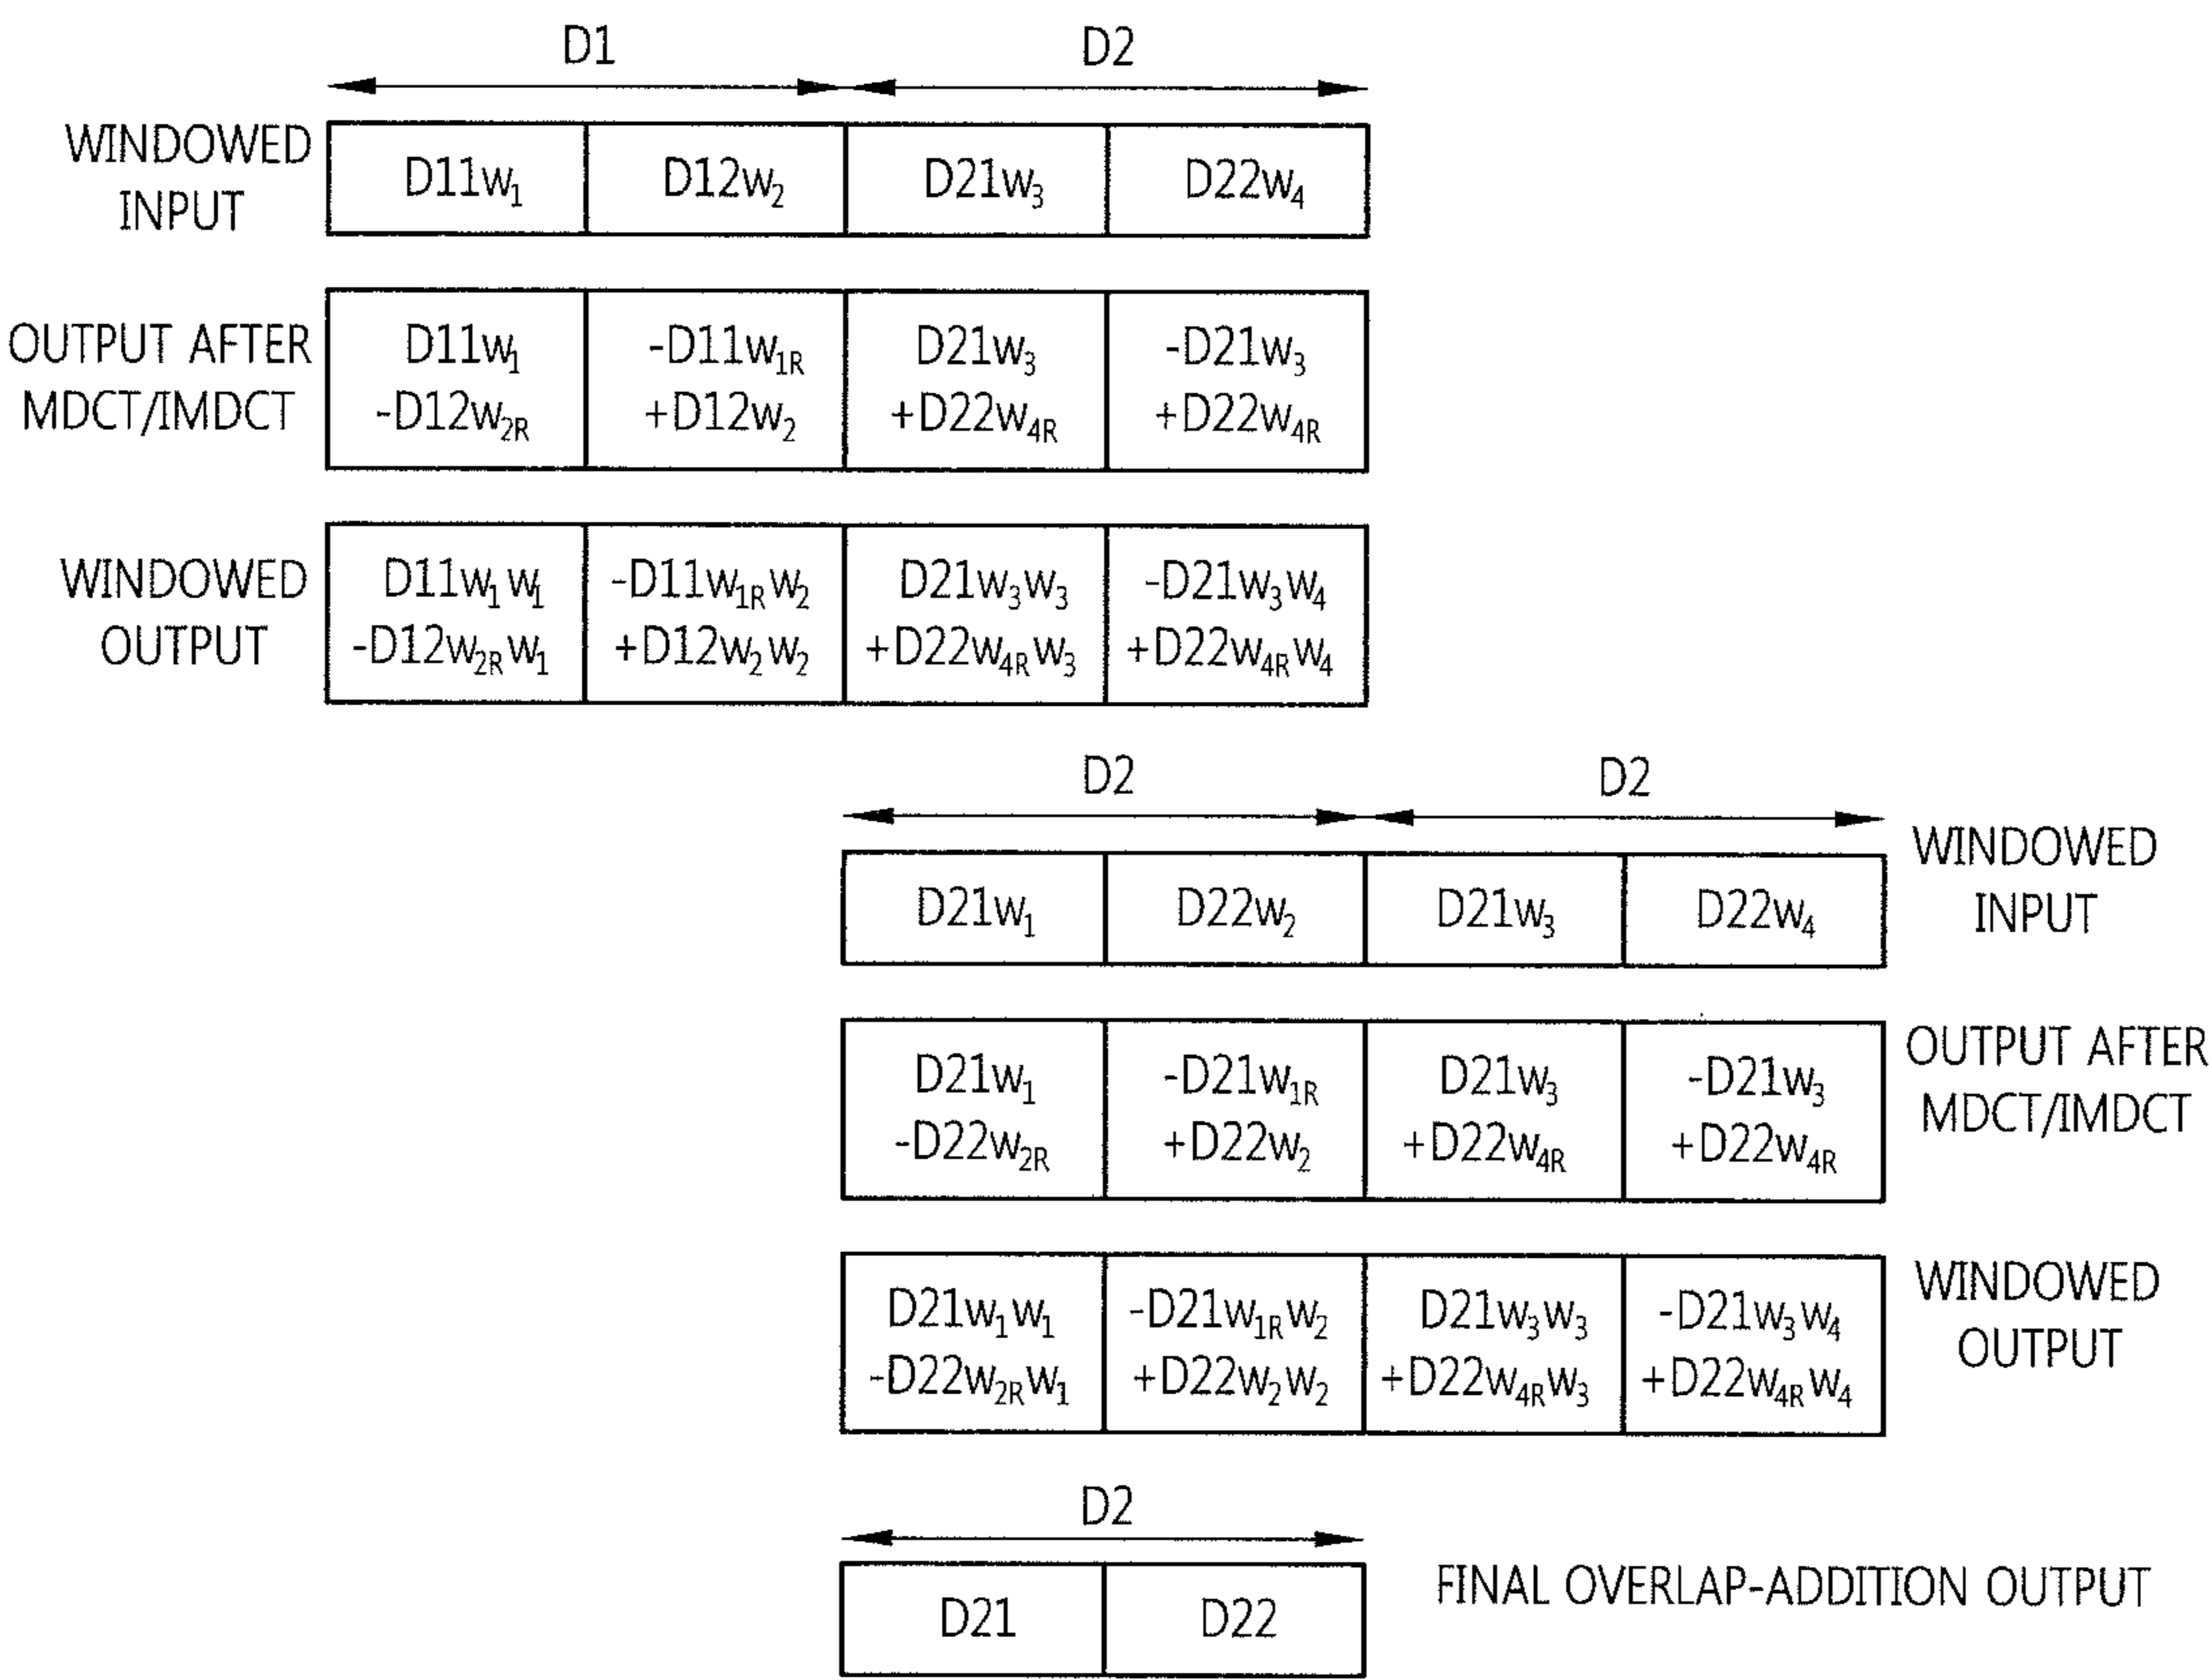 D1 D2
WINDOWED
INPUT
D11w₁ D12w₂ D21w₃ D22w₄
OUTPUT AFTER
MDCT/IMDCT
D11w₁ -D11w₁R D21w₃ -D21w₃
-D12w₂R +D12w₂ +D22w₄R +D22w₄R
WINDOWED
OUTPUT
D11w₁w₁ -D11w₁Rw₂ D21w₃w₃ -D21w₃w₄
-D12w₂Rw₁ +D12w₂w₂ +D22w₄Rw₃ +D22w₄Rw₄
D2 D2
WINDOWED
INPUT
D21w₁ D22w₂ D21w₃ D22w₄
OUTPUT AFTER
MDCT/IMDCT
D21w₁ -D21w₁R D21w₃ -D21w₃
-D22w₂R +D22w₂ +D22w₄R +D22w₄R
WINDOWED
OUTPUT
D21w₁w₁ -D21w₁Rw₂ D21w₃w₃ -D21w₃w₄
-D22w₂Rw₁ +D22w₂w₂ +D22w₄Rw₃ +D22w₄Rw₄
D2
D21 D22
FINAL OVERLAP-ADDITION OUTPUT